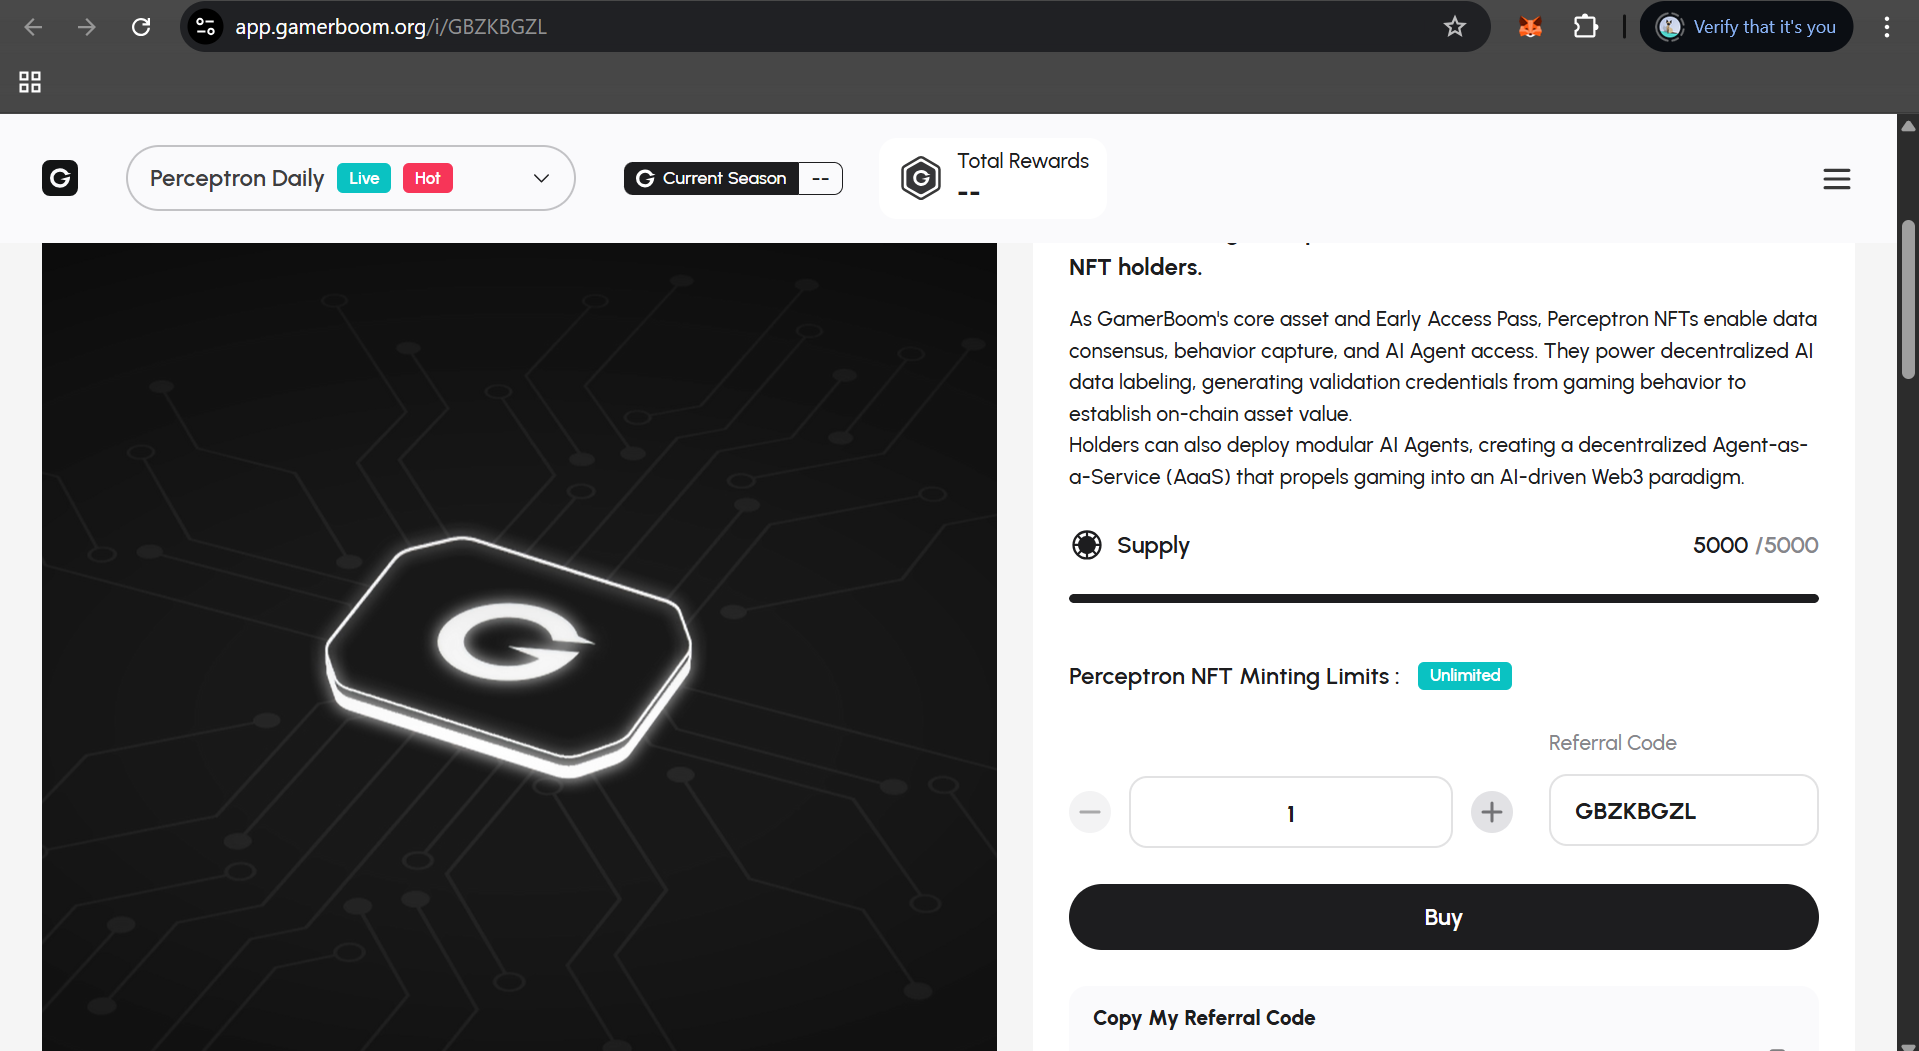 app.gamerboom.org/i/GBZKBGZL
Verify that it's you
Perceptron Daily
Live
Hot
Current Season
--
Total Rewards
--
NFT holders.
As GamerBoom's core asset and Early Access Pass, Perceptron NFTs enable data
consensus, behavior capture, and AI Agent access. They power decentralized AI
data labeling, generating validation credentials from gaming behavior to
establish on-chain asset value.
Holders can also deploy modular AI Agents, creating a decentralized Agent-as-
a-Service (AaaS) that propels gaming into an AI-driven Web3 paradigm.
Supply
5000 /5000
Perceptron NFT Minting Limits :
Unlimited
Referral Code
1
GBZKBGZL
Buy
Copy My Referral Code